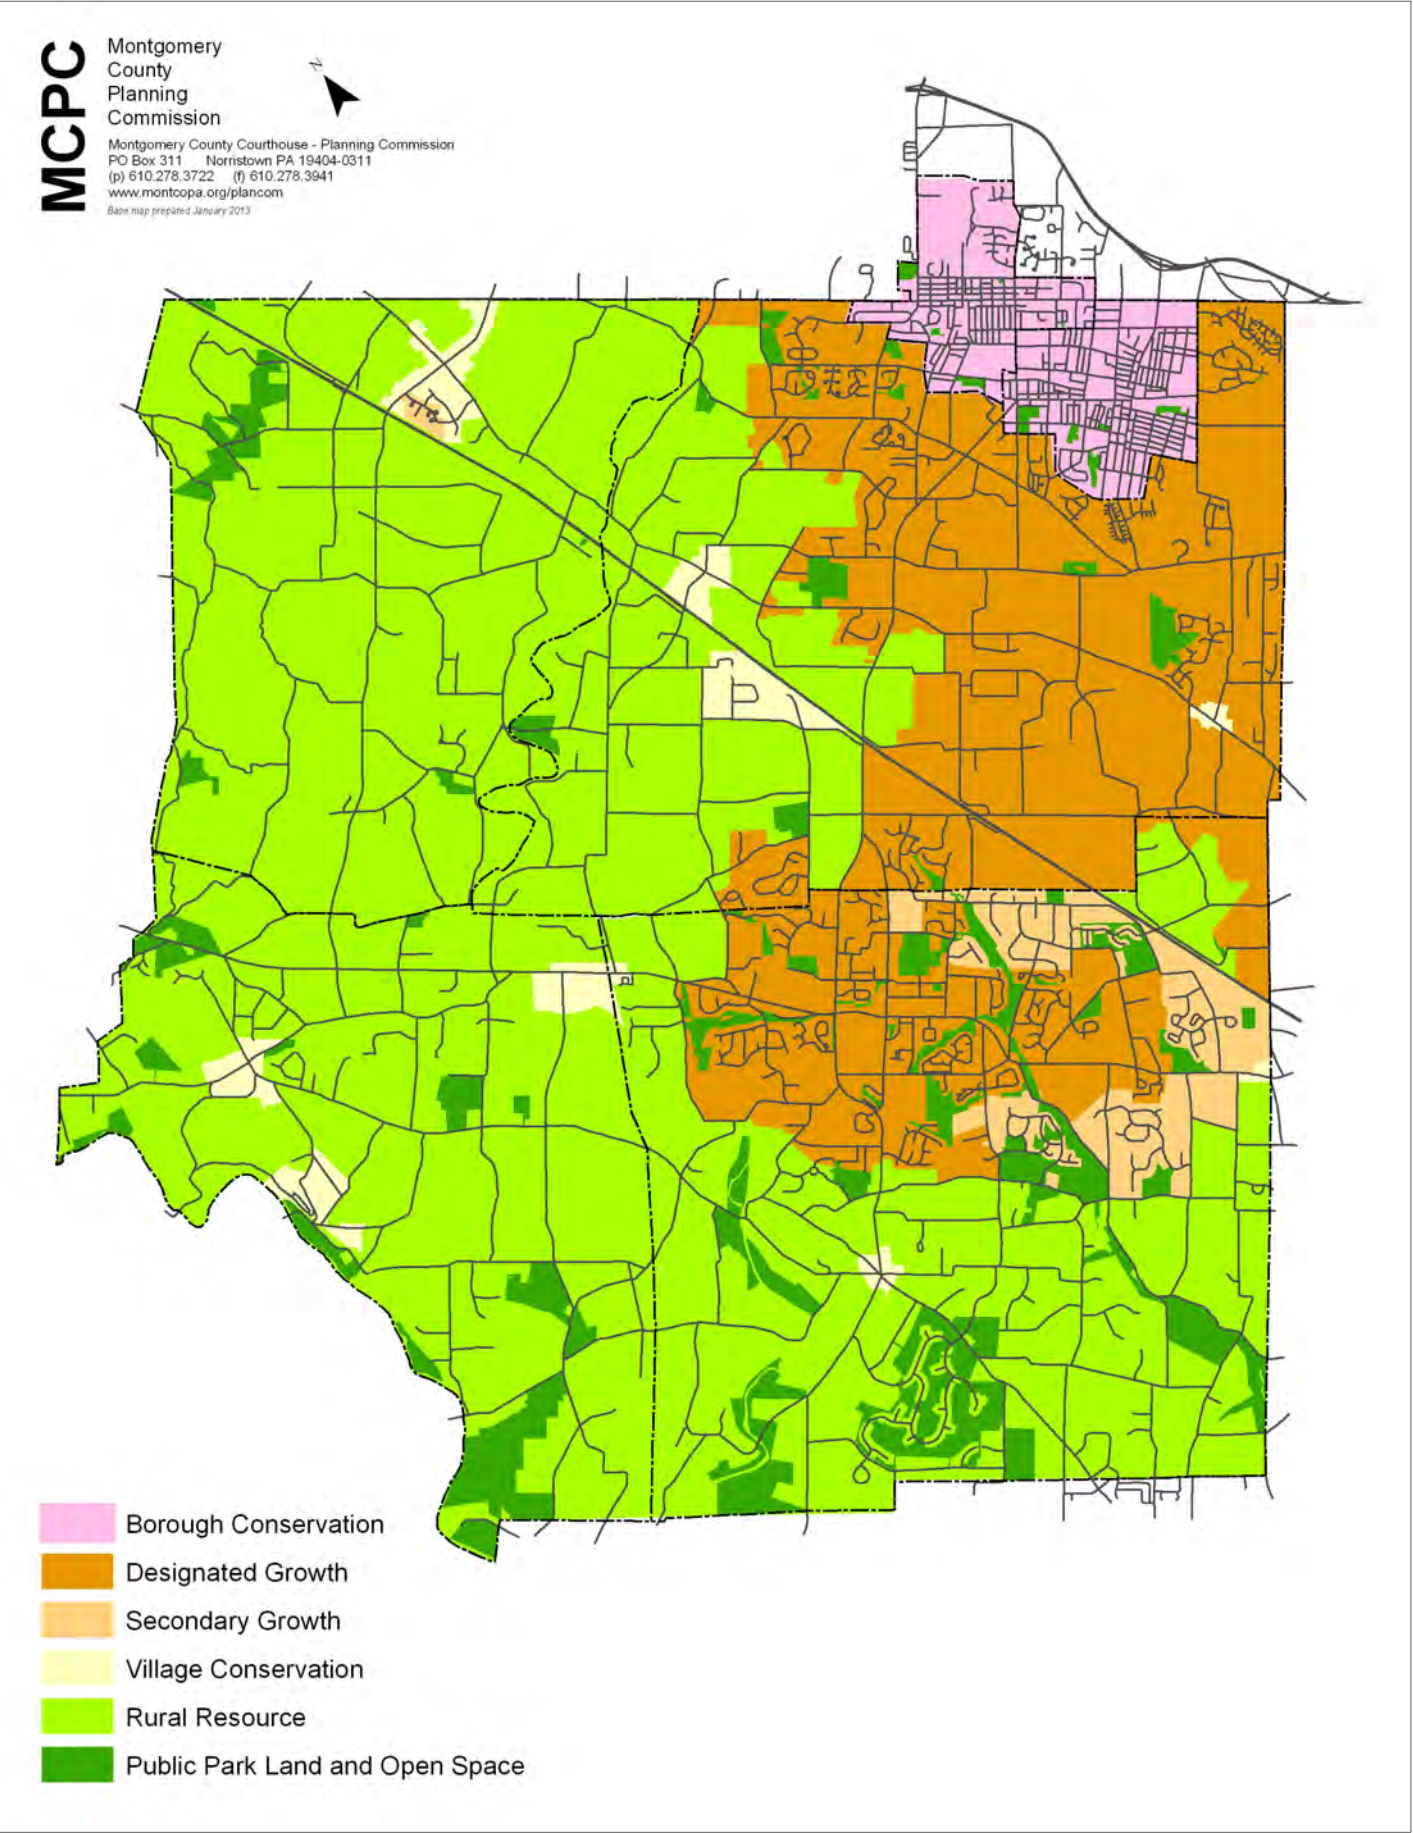 MCPC
Montgomery
County
Planning
Commission
N
Montgomery County Courthouse - Planning Commission
PO Box 311 Norristown PA 19404-0311
(p) 610.278.3722 (f) 610.278.3941
www.montcopa.org/plancom
Base map prepared January 2013
Borough Conservation
Designated Growth
Secondary Growth
Village Conservation
Rural Resource
Public Park Land and Open Space